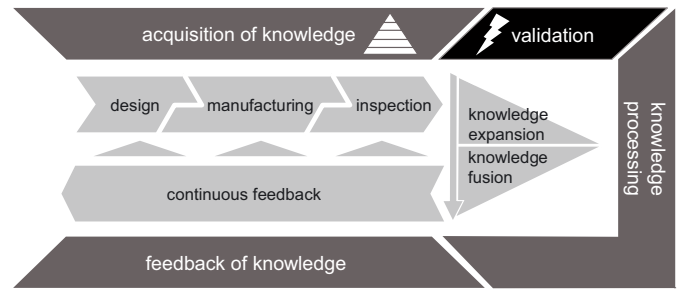 acquisition of knowledge
validation
design
manufacturing
inspection
knowledge
expansion
knowledge
fusion
knowledge
processing
continuous feedback
feedback of knowledge